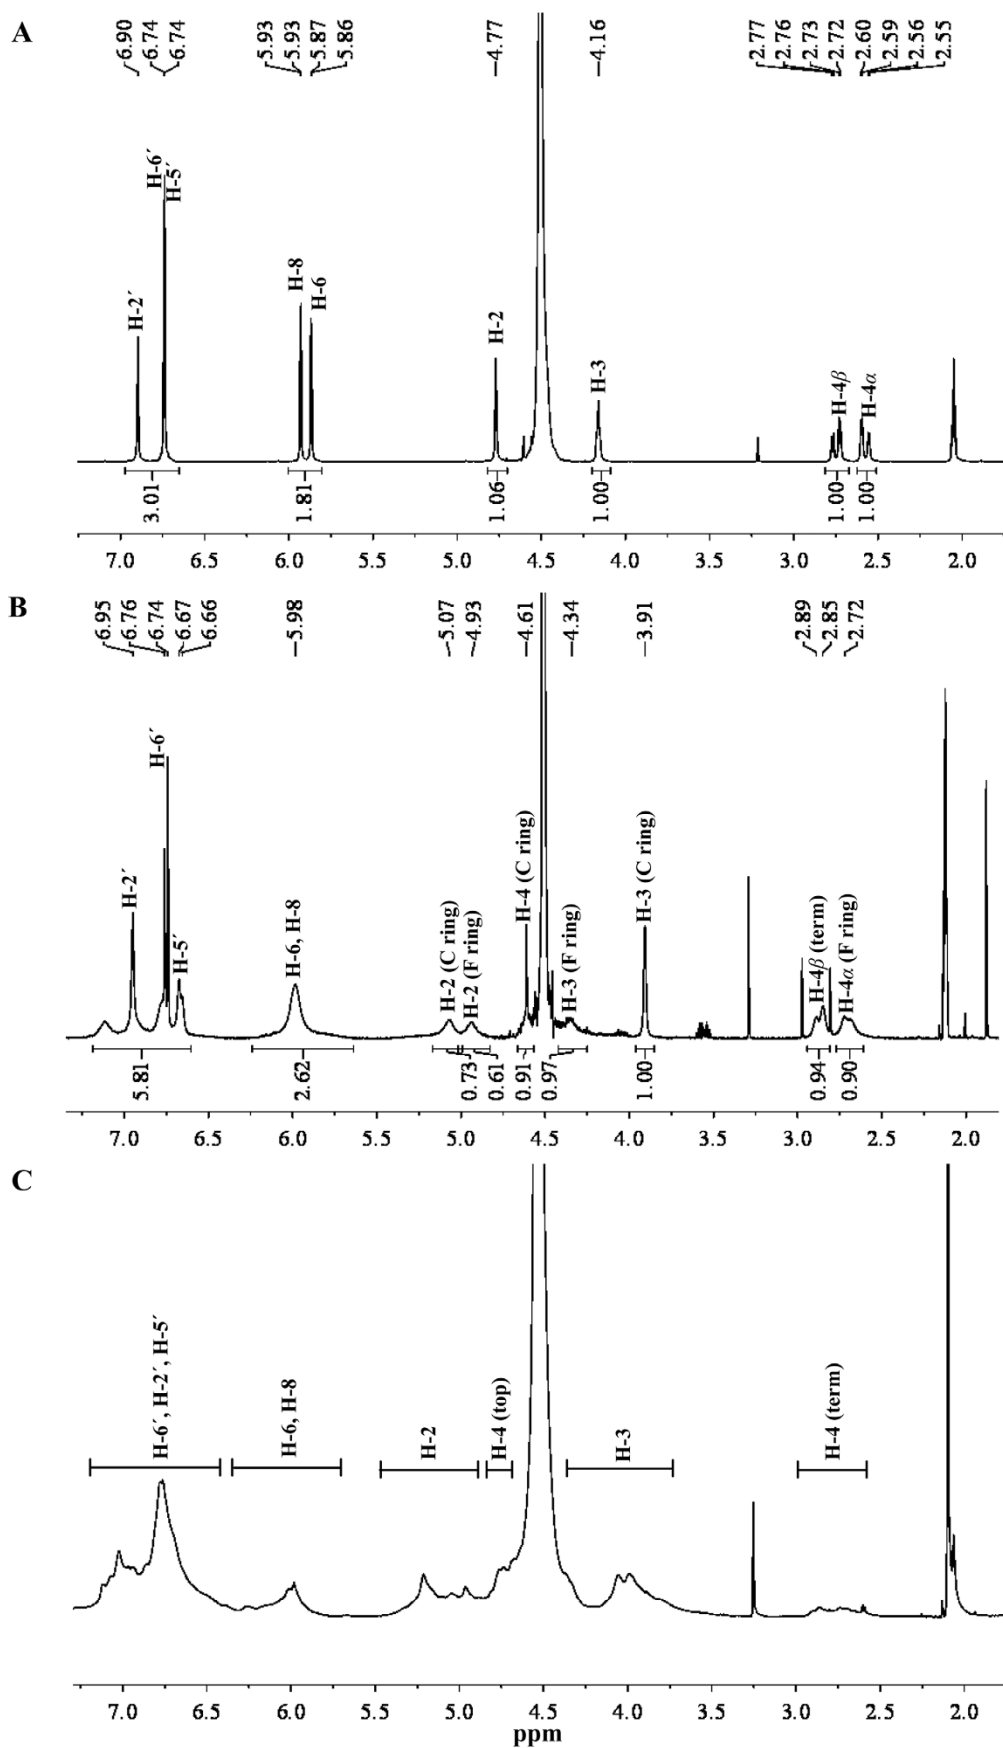 A
6.90 6.74 6.74 5.93 5.93 5.87 5.86 4.77 4.16 2.77 2.76 2.73 2.72 2.60 2.59 2.56 2.55
H-2´ H-6´ H-5´ H-8 H-6 H-2 H-3 H-4β H-4α
3.01 1.81 1.06 1.00 1.00 1.00
7.0 6.5 6.0 5.5 5.0 4.5 4.0 3.5 3.0 2.5 2.0
B
6.95 6.76 6.74 6.67 6.66 5.98 5.07 4.93 4.61 4.34 3.91 2.89 2.85 2.72
H-2´ H-6´ H-5´ H-6, H-8 H-2 (C ring) H-2 (F ring) H-4 (C ring) H-3 (F ring) H-3 (C ring) H-4β (term) H-4α (F ring)
5.81 2.62 0.73 0.61 0.91 0.97 1.00 0.94 0.90
7.0 6.5 6.0 5.5 5.0 4.5 4.0 3.5 3.0 2.5 2.0
C
H-6´, H-2´, H-5´ H-6, H-8 H-2 H-4 (top) H-3 H-4 (term)
7.0 6.5 6.0 5.5 5.0 4.5 4.0 3.5 3.0 2.5 2.0
ppm